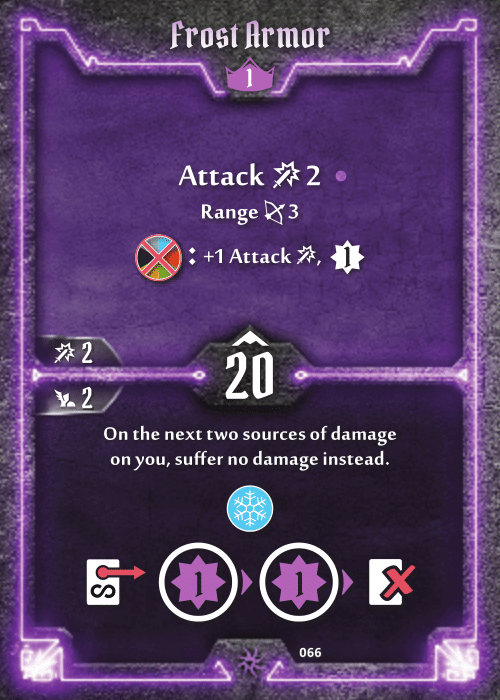 Frost Armor
1
Attack 2
Range 3
: +1 Attack , 1
2
20
2
On the next two sources of damage
on you, suffer no damage instead.
1 1
066